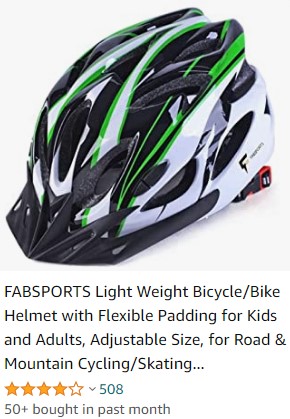 FABSPORTS
FABSPORTS Light Weight Bicycle/Bike
Helmet with Flexible Padding for Kids
and Adults, Adjustable Size, for Road &
Mountain Cycling/Skating...
508
50+ bought in past month